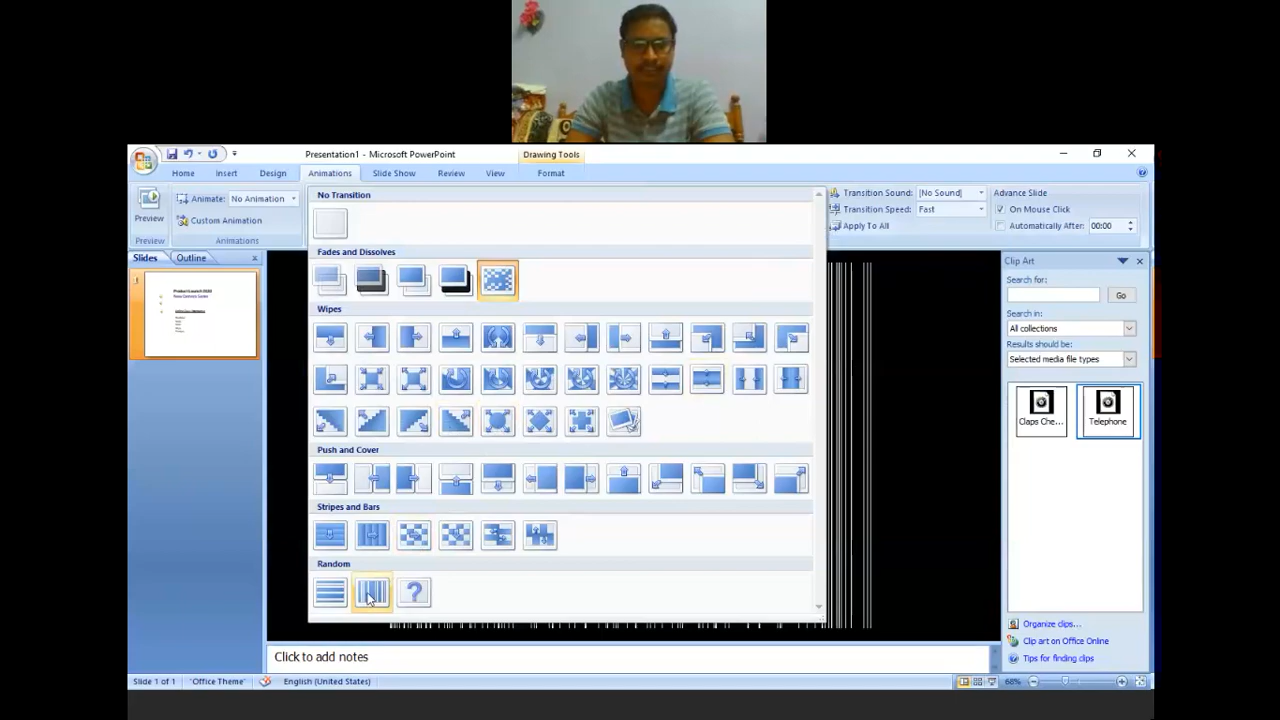 Presentation1 - Microsoft PowerPoint
Drawing Tools
Home Insert Design Animations Slide Show Review View Format
Preview
Preview
Animate: No Animation
Custom Animation
Animations
Transition Sound: [No Sound]
Transition Speed: Fast
Apply To All
Advance Slide
On Mouse Click
Automatically After: 00:00
No Transition
Fades and Dissolves
Wipes
Push and Cover
Stripes and Bars
Random
Slides Outline
1
Clip Art
Search for:
Go
Search in:
All collections
Results should be:
Selected media file types
Claps Che...
Telephone
Organize clips...
Clip art on Office Online
Tips for finding clips
Click to add notes
Slide 1 of 1 "Office Theme" English (United States) 68%